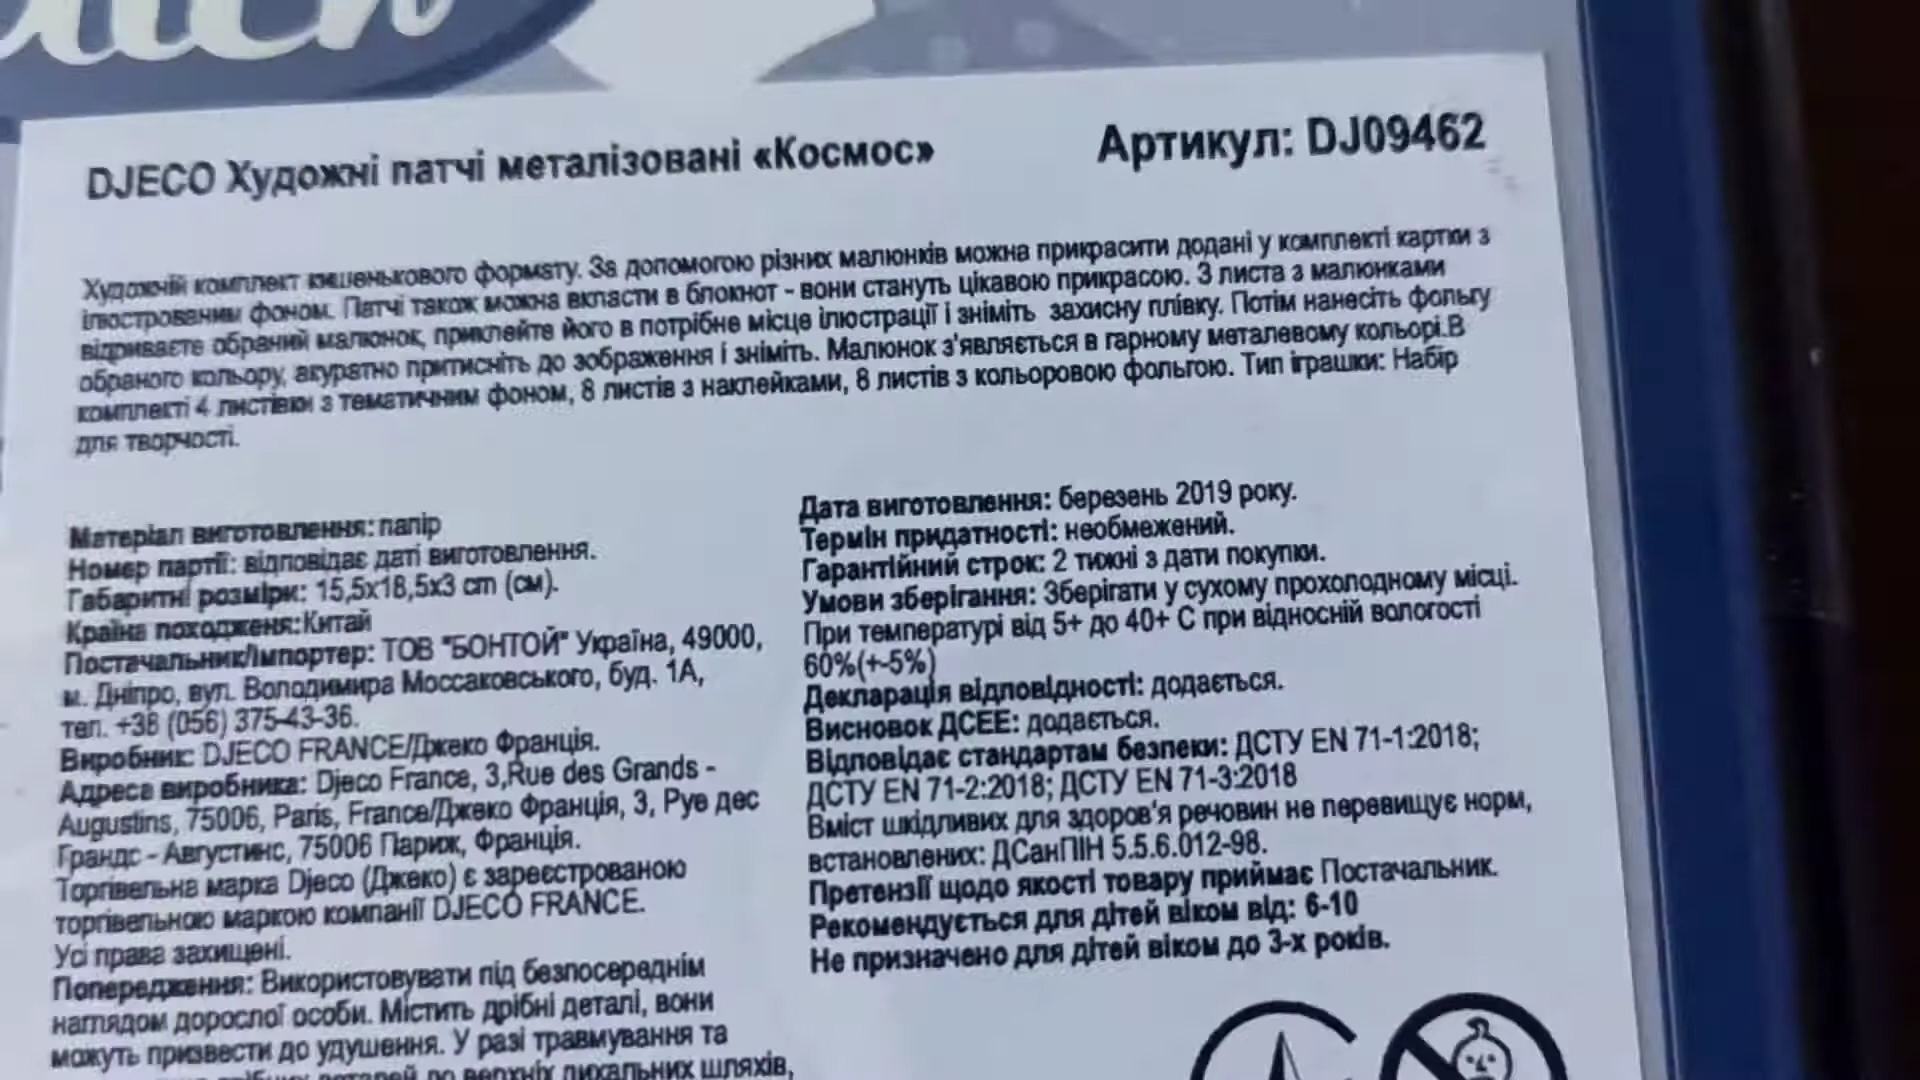 DJECO Художні патчі металізовані «Космос»
Артикул: DJ09462
Художній комплект кишенькового формату. За допомогою різних малюнків можна прикрасити додані у комплекті картки з
ілюстрованим фоном. Патчі також можна вкласти в блокнот - вони стануть цікавою прикрасою. З листа з малюнками
відриваєте обраний малюнок, приклейте його в потрібне місце ілюстрації і зніміть захисну плівку. Потім нанесіть фольгу
обраного кольору, акуратно притисніть до зображення і зніміть. Малюнок з'являється в гарному металевому кольорі.В
комплекті 4 листівки з тематичним фоном, 8 листів з наклейками, 8 листів з кольоровою фольгою. Тип іграшки: Набір
для творчості.
Матеріал виготовлення: папір
Номер партії: відповідає даті виготовлення.
Габаритні розміри: 15,5х18,5х3 cm (см).
Країна походженя:Китай
Постачальник/Імпортер: ТОВ "БОНТОЙ" Україна, 49000,
м. Дніпро, вул. Володимира Моссаковського, буд. 1А,
тел. +38 (056) 375-43-36.
Виробник: DJECO FRANCE/Джеко Франція.
Адреса виробника: Djeco France, 3,Rue des Grands -
Augustins, 75006, Paris, France/Джеко Франція, 3, Руе дес
Грандс - Августинс, 75006 Париж, Франція.
Торгівельна марка Djeco (Джеко) є зареєстрованою
торгівельною маркою компанії DJECO FRANCE.
Усі права захищені.
Попередження: Використовувати під безпосереднім
наглядом дорослої особи. Містить дрібні деталі, вони
можуть призвести до удушення. У разі травмування та
деталей до верхніх дихальних шляхів,
Дата виготовлення: березень 2019 року.
Термін придатності: необмежений.
Гарантійний строк: 2 тижні з дати покупки.
Умови зберігання: Зберігати у сухому прохолодному місці.
При температурі від 5+ до 40+ С при відносній вологості
60%(+-5%)
Декларація відповідності: додається.
Висновок ДСЕЕ: додається.
Відповідає стандартам безпеки: ДСТУ EN 71-1:2018;
ДСТУ EN 71-2:2018; ДСТУ EN 71-3:2018
Вміст шкідливих для здоров'я речовин не перевищує норм,
встановлених: ДСанПІН 5.5.6.012-98.
Претензії щодо якості товару приймає Постачальник.
Рекомендується для дітей віком від: 6-10
Не призначено для дітей віком до 3-х років.